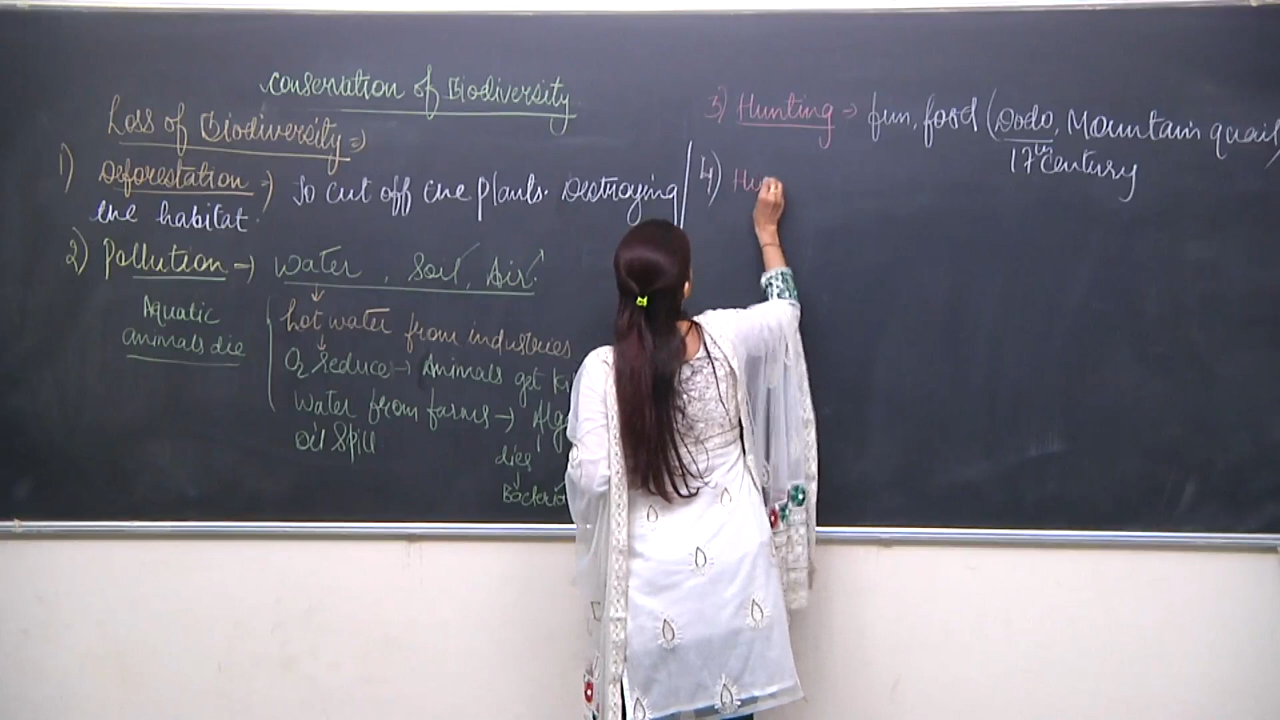 Conservation of Biodiversity
Loss of Biodiversity =>
1) Deforestation => To cut off the plants. Destroying
the habitat.
2) Pollution → Water, Soil, Air.
Aquatic
animals die
↓
hot water from industries
↓
O2 reduce → Animals get
Water from farms →
Oil Spill
dies
↓
3) Hunting → fun, food (Dodo, Mountain quail)
17th Century
4)